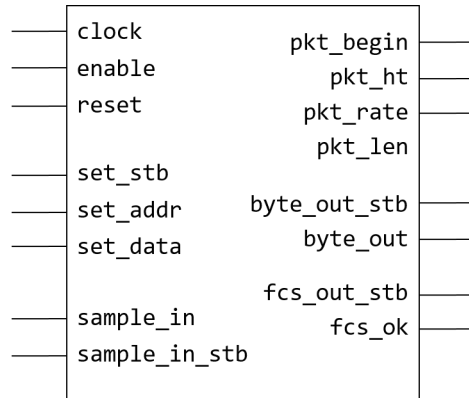 clock
enable
reset
set_stb
set_addr
set_data
sample_in
sample_in_stb
pkt_begin
pkt_ht
pkt_rate
pkt_len
byte_out_stb
byte_out
fcs_out_stb
fcs_ok